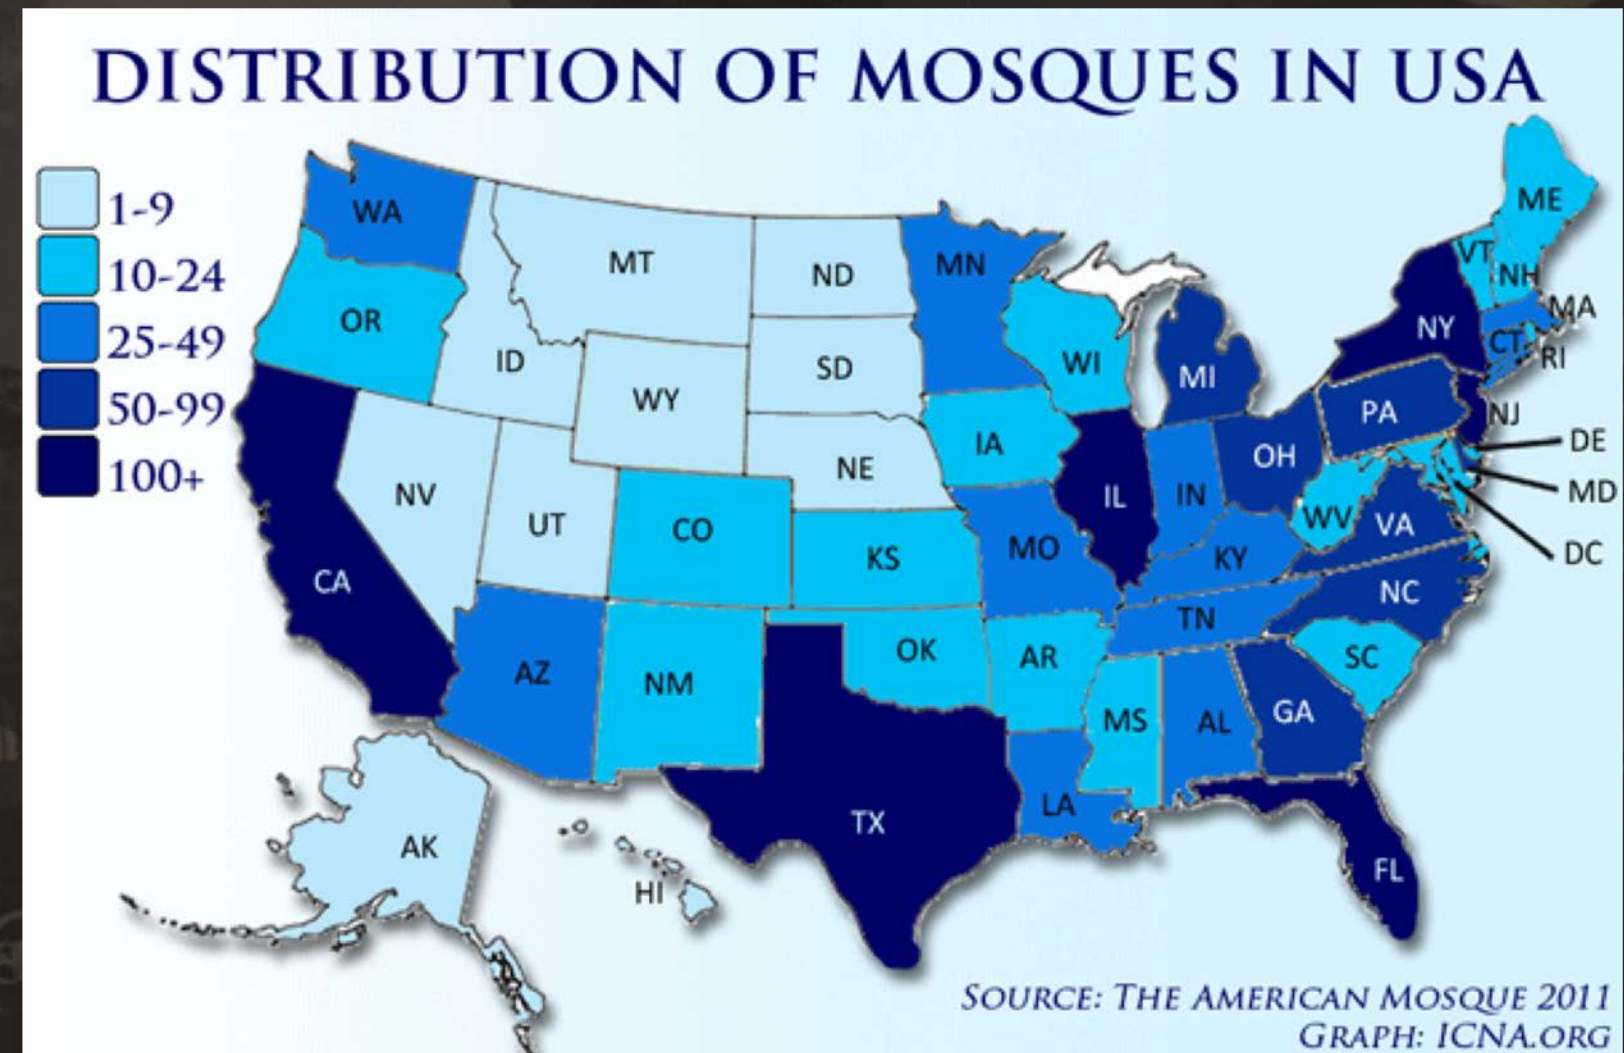 DISTRIBUTION OF MOSQUES IN USA
1-9
10-24
25-49
50-99
100+
WA
MT
ND
MN
ME
VT
NH
MA
OR
ID
SD
WI
MI
NY
CT
RI
WY
IA
PA
NJ
DE
NE
OH
MD
NV
UT
CO
IL
IN
WV
VA
DC
KS
MO
KY
CA
NC
TN
AZ
NM
OK
AR
SC
MS
AL
GA
LA
TX
AK
HI
FL
SOURCE: THE AMERICAN MOSQUE 2011
GRAPH: ICNA.ORG